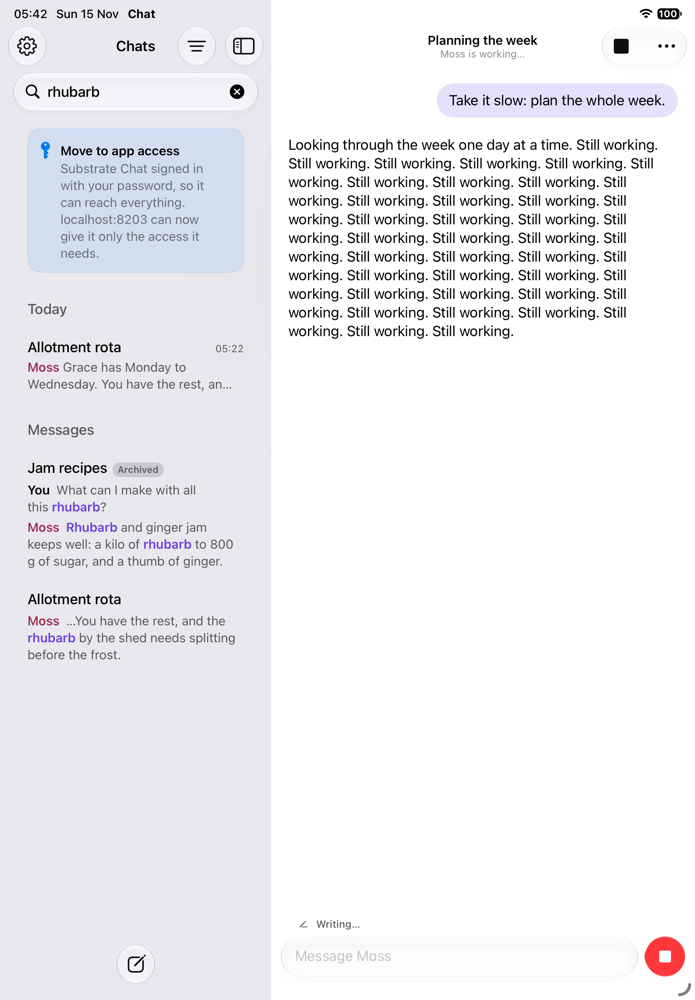 05:42 Sun 15 Nov Chat
100
Chats
rhubarb
Move to app access
Substrate Chat signed in
with your password, so it
can reach everything.
localhost:8203 can now
give it only the access it
needs.
Today
Allotment rota 05:22
Moss Grace has Monday to
Wednesday. You have the rest, an...
Messages
Jam recipes Archived
You What can I make with all
this rhubarb?
Moss Rhubarb and ginger jam
keeps well: a kilo of rhubarb to 800
g of sugar, and a thumb of ginger.
Allotment rota
Moss ...You have the rest, and the
rhubarb by the shed needs splitting
before the frost.
Planning the week
Moss is working...
Take it slow: plan the whole week.
Looking through the week one day at a time. Still working.
Still working. Still working. Still working. Still working. Still
working. Still working. Still working. Still working. Still
working. Still working. Still working. Still working. Still
working. Still working. Still working. Still working. Still
working. Still working. Still working. Still working. Still
working. Still working. Still working. Still working. Still
working. Still working. Still working. Still working. Still
working. Still working. Still working. Still working. Still
working. Still working. Still working. Still working. Still
working. Still working. Still working.
Writing...
Message Moss